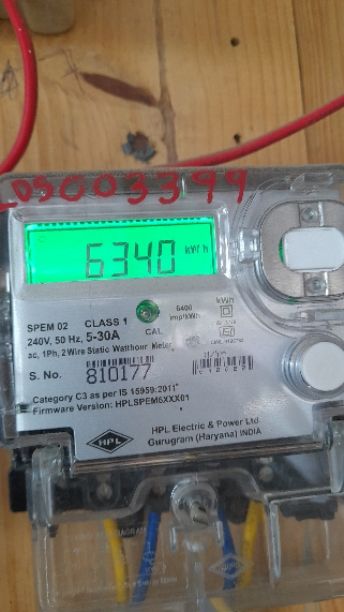 LDS003399
6340 kWh
SPEM 02 CLASS 1
240V, 50 Hz, 5-30A CAL
6400 imp/kWh
kWh
ac, 1Ph, 2 Wire Static Watthour Meter
S. No. 810177
Category C3 as per IS 15959:2011
Firmware Version: HPLSPEM6XXX01
HPL
HPL Electric & Power Ltd.
Gurugram (Haryana) INDIA